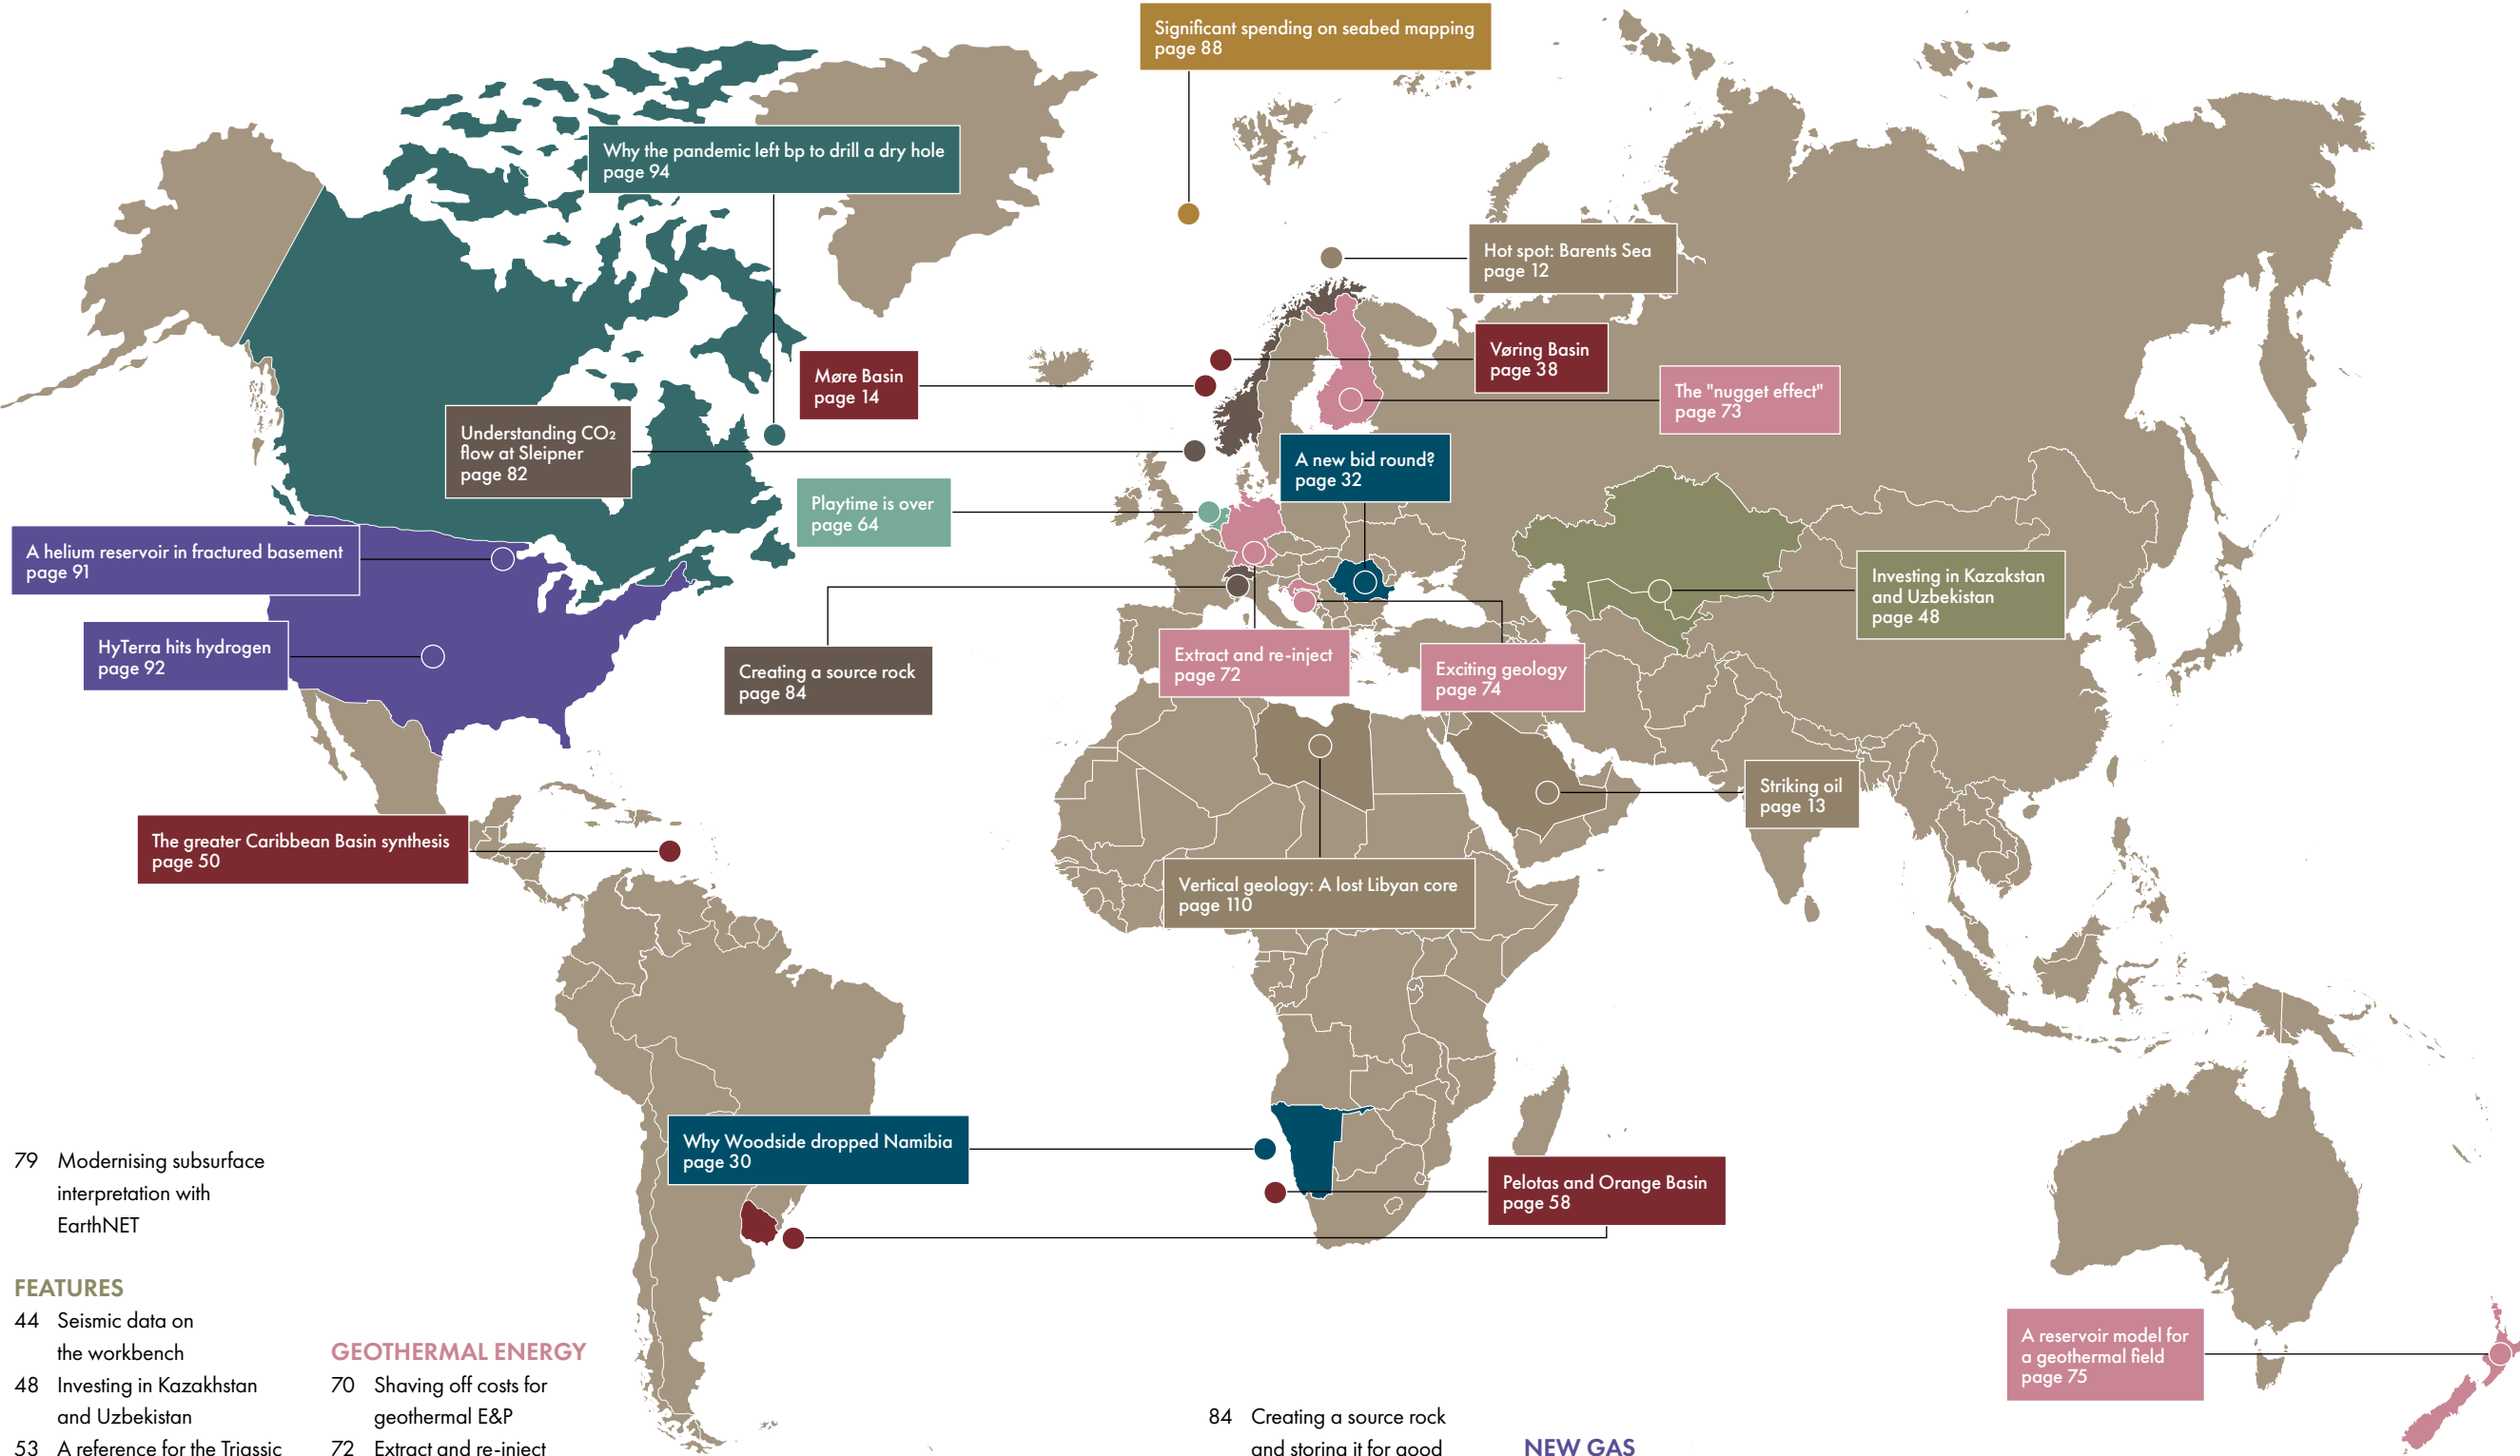 Significant spending on seabed mapping
page 88
Why the pandemic left bp to drill a dry hole
page 94
Hot spot: Barents Sea
page 12
Vøring Basin
page 38
Møre Basin
page 14
The "nugget effect"
page 73
Understanding CO₂
flow at Sleipner
page 82
A new bid round?
page 32
Playtime is over
page 64
A helium reservoir in fractured basement
page 91
Investing in Kazakstan
and Uzbekistan
page 48
HyTerra hits hydrogen
page 92
Creating a source rock
page 84
Extract and re-inject
page 72
Exciting geology
page 74
Striking oil
page 13
The greater Caribbean Basin synthesis
page 50
Vertical geology: A lost Libyan core
page 110
Why Woodside dropped Namibia
page 30
Pelotas and Orange Basin
page 58
A reservoir model for
a geothermal field
page 75
79 Modernising subsurface
interpretation with
EarthNET
FEATURES
44 Seismic data on
the workbench
48 Investing in Kazakhstan
and Uzbekistan
53 A reference for the Triassic
GEOTHERMAL ENERGY
70 Shaving off costs for
geothermal E&P
72 Extract and re-inject
84 Creating a source rock
and storing it for good
NEW GAS